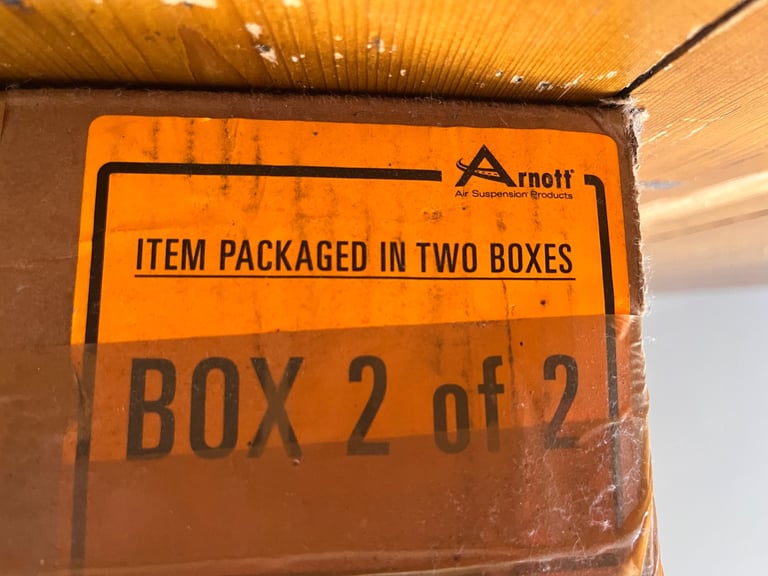 Arnott®
Air Suspension Products
ITEM PACKAGED IN TWO BOXES
BOX 2 of 2